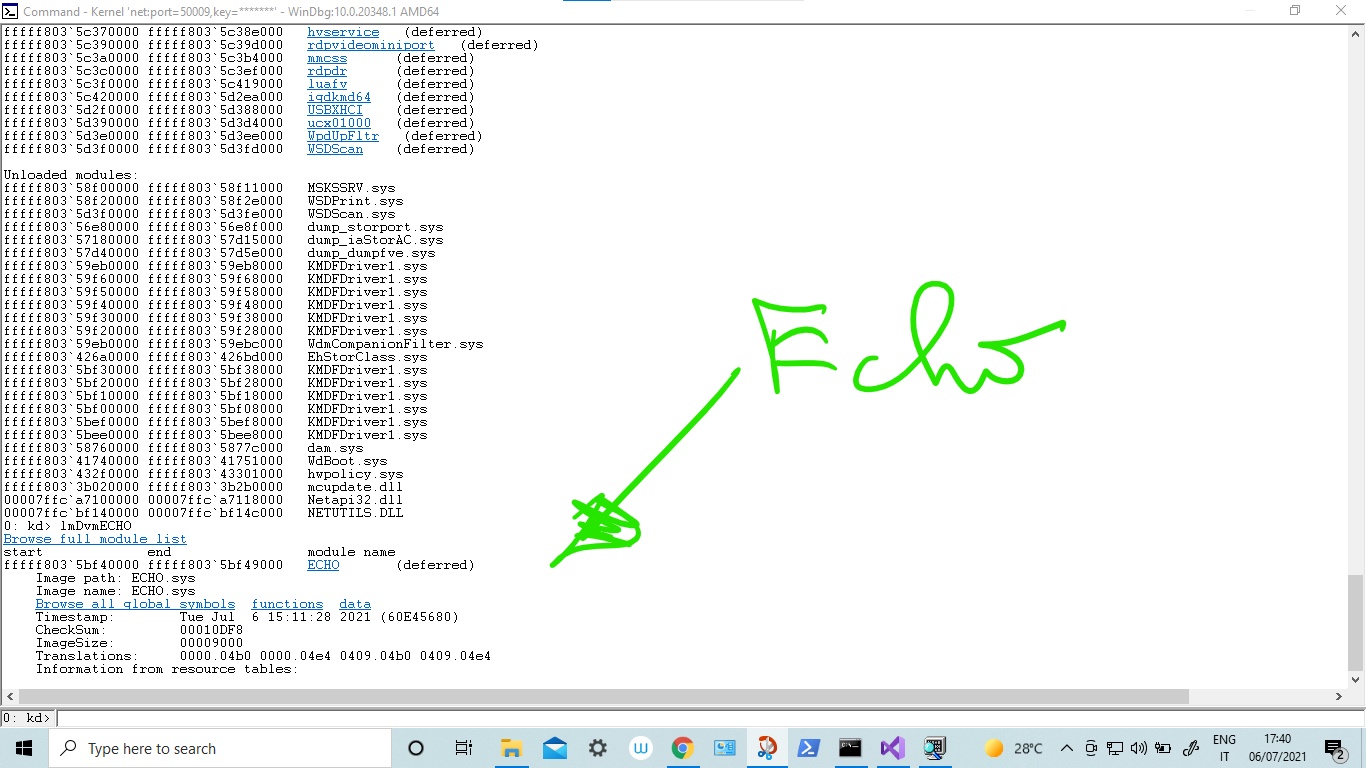 Command - Kernel 'net:port=50009,key=*******' - WinDbg:10.0.20348.1 AMD64
fffff803`5c370000 fffff803`5c38e000   hvservice   (deferred)
fffff803`5c390000 fffff803`5c39d000   rdpvideominiport   (deferred)
fffff803`5c3a0000 fffff803`5c3b4000   mmcss      (deferred)
fffff803`5c3c0000 fffff803`5c3ef000   rdpdr      (deferred)
fffff803`5c3f0000 fffff803`5c419000   luafv      (deferred)
fffff803`5c420000 fffff803`5d2ea000   igdkmd64   (deferred)
fffff803`5d2f0000 fffff803`5d388000   USBXHCI    (deferred)
fffff803`5d390000 fffff803`5d3d4000   ucx01000   (deferred)
fffff803`5d3e0000 fffff803`5d3ee000   WpdUpFltr   (deferred)
fffff803`5d3f0000 fffff803`5d3fd000   WSDScan    (deferred)
Unloaded modules:
fffff803`58f00000 fffff803`58f11000   MSKSSRV.sys
fffff803`58f20000 fffff803`58f2e000   WSDPrint.sys
fffff803`5d3f0000 fffff803`5d3fe000   WSDScan.sys
fffff803`56e80000 fffff803`56e8f000   dump_storport.sys
fffff803`57180000 fffff803`57d15000   dump_iaStorAC.sys
fffff803`57d40000 fffff803`57d5e000   dump_dumpfve.sys
fffff803`59eb0000 fffff803`59eb8000   KMDFDriver1.sys
fffff803`59f60000 fffff803`59f68000   KMDFDriver1.sys
fffff803`59f50000 fffff803`59f58000   KMDFDriver1.sys
fffff803`59f40000 fffff803`59f48000   KMDFDriver1.sys
fffff803`59f30000 fffff803`59f38000   KMDFDriver1.sys
fffff803`59f20000 fffff803`59f28000   KMDFDriver1.sys
fffff803`59eb0000 fffff803`59ebc000   WdmCompanionFilter.sys
fffff803`426a0000 fffff803`426bd000   EhStorClass.sys
fffff803`5bf30000 fffff803`5bf38000   KMDFDriver1.sys
fffff803`5bf20000 fffff803`5bf28000   KMDFDriver1.sys
fffff803`5bf10000 fffff803`5bf18000   KMDFDriver1.sys
fffff803`5bf00000 fffff803`5bf08000   KMDFDriver1.sys
fffff803`5bef0000 fffff803`5bef8000   KMDFDriver1.sys
fffff803`5bee0000 fffff803`5bee8000   KMDFDriver1.sys
fffff803`58760000 fffff803`5877c000   dam.sys
fffff803`41740000 fffff803`41751000   WdBoot.sys
fffff803`432f0000 fffff803`43301000   hwpolicy.sys
fffff803`3b020000 fffff803`3b2b0000   mcupdate.dll
00007ffc`a7100000 00007ffc`a7118000   Netapi32.dll
00007ffc`bf140000 00007ffc`bf14c000   NETUTILS.DLL
0: kd> lmDvmECHO
Browse full module list
start             end                 module name
fffff803`5bf40000 fffff803`5bf49000   ECHO       (deferred)
    Image path: ECHO.sys
    Image name: ECHO.sys
    Browse all global symbols  functions  data
    Timestamp:        Tue Jul  6 15:11:28 2021 (60E45680)
    CheckSum:         00010DF8
    ImageSize:        00009000
    Translations:     0000.04b0 0000.04e4 0409.04b0 0409.04e4
    Information from resource tables:
Echo
0: kd>
Type here to search
28°C
ENG
IT
17:40
06/07/2021
2